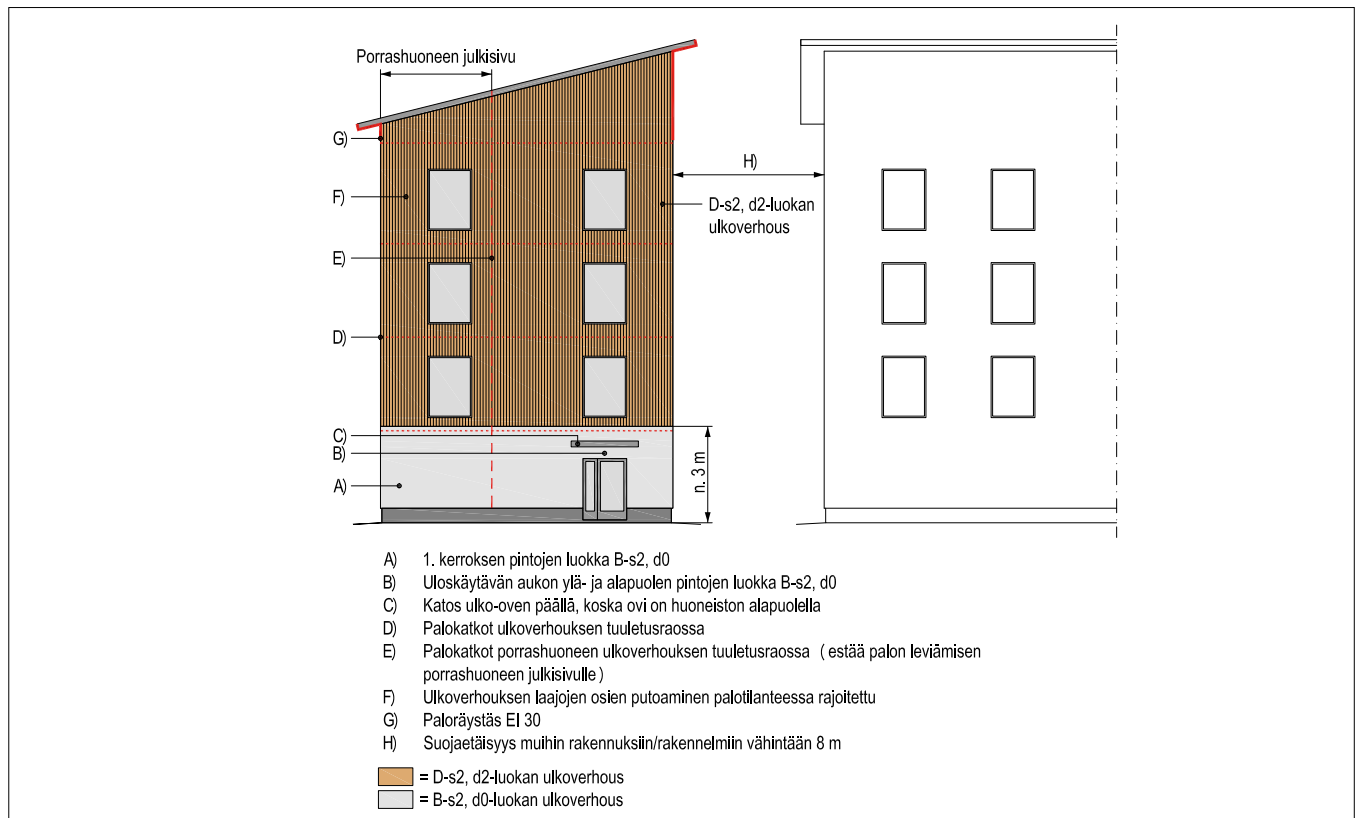 Porrashuoneen julkisivu
G)
H)
F)
D-s2, d2-luokan
ulkoverhous
E)
D)
C)
B)
A)
n. 3 m
A) 1. kerroksen pintojen luokka B-s2, d0
B) Uloskäytävän aukon ylä- ja alapuolen pintojen luokka B-s2, d0
C) Katos ulko-oven päällä, koska ovi on huoneiston alapuolella
D) Palokatkot ulkoverhouksen tuuletusraossa
E) Palokatkot porrashuoneen ulkoverhouksen tuuletusraossa ( estää palon leviämisen
porrashuoneen julkisivulle )
F) Ulkoverhouksen laajojen osien putoaminen palotilanteessa rajoitettu
G) Paloräystäs EI 30
H) Suojaetäisyys muihin rakennuksiin/rakennelmiin vähintään 8 m
= D-s2, d2-luokan ulkoverhous
= B-s2, d0-luokan ulkoverhous